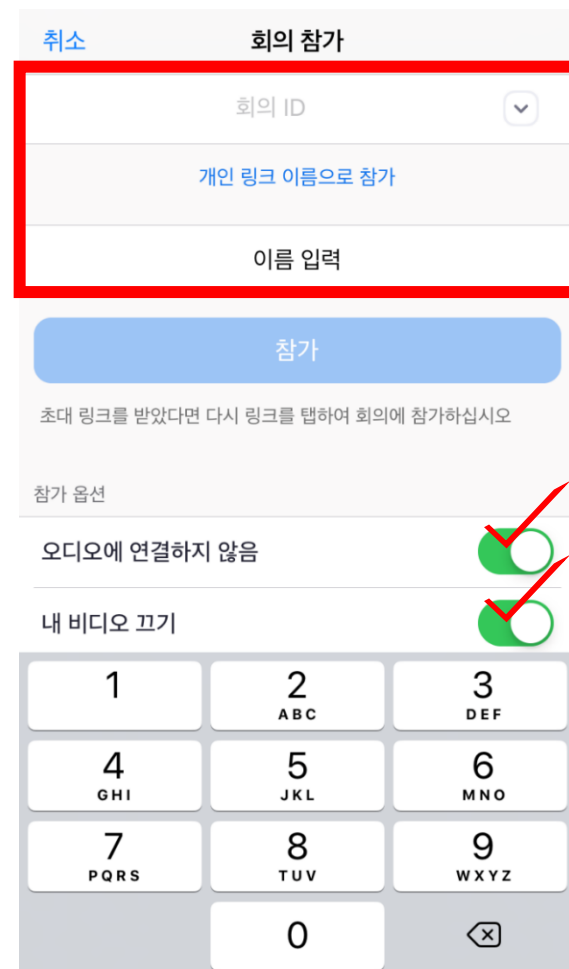 취소 회의 참가
회의 ID
개인 링크 이름으로 참가
이름 입력
참가
초대 링크를 받았다면 다시 링크를 탭하여 회의에 참가하십시오
참가 옵션
오디오에 연결하지 않음
내 비디오 끄기
1 2 3
ABC DEF
4 5 6
GHI JKL MNO
7 8 9
PQRS TUV WXYZ
0